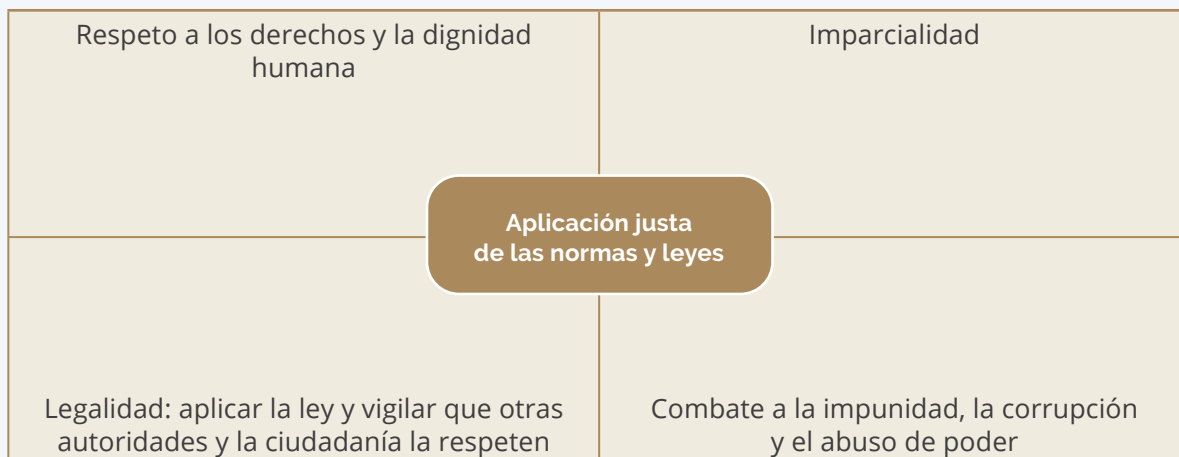 Respeto a los derechos y la dignidad
humana
Imparcialidad
Aplicación justa
de las normas y leyes
Legalidad: aplicar la ley y vigilar que otras
autoridades y la ciudadanía la respeten
Combate a la impunidad, la corrupción
y el abuso de poder